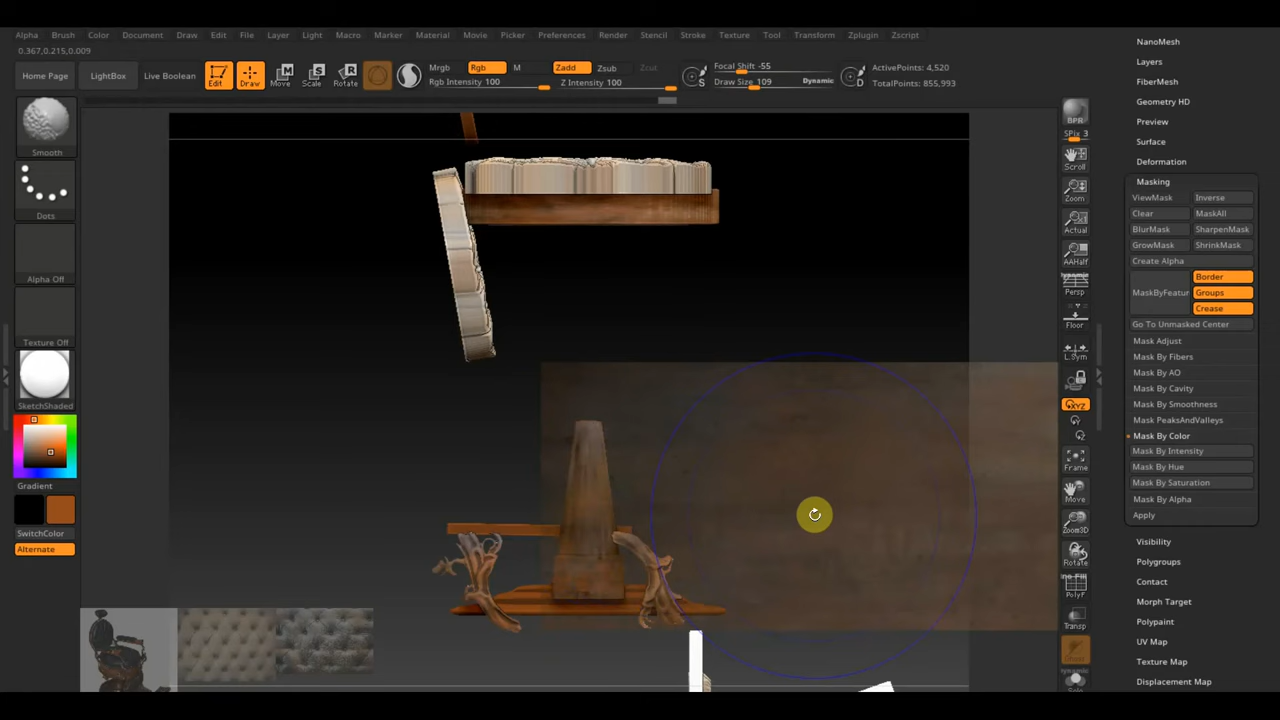 Alpha Brush Color Document Draw Edit File Layer Light Macro Marker Material Movie Picker Preferences Render Stencil Stroke Texture Tool Transform Zplugin Zscript
0.367,0.215,0.009
Home Page LightBox Live Boolean Edit Draw Move Scale Rotate
Mrgb Rgb M Zadd Zsub Zcut
Rgb Intensity 100 Z Intensity 100
Focal Shift -55
Draw Size 109 Dynamic
ActivePoints: 4,520
TotalPoints: 855,993
Smooth
Dots
Alpha Off
Texture Off
SketchShaded
Gradient
SwitchColor
Alternate
BPR
SPix 3
Scroll
Zoom
Actual
AAHalf
Dynamic
Persp
Floor
L.Sym
XYZ
Frame
Move
Zoom3D
Rotate
PolyF
Transp
Ghost
Dynamic
Solo
NanoMesh
Layers
FiberMesh
Geometry HD
Preview
Surface
Deformation
Masking
ViewMask Inverse
Clear MaskAll
BlurMask SharpenMask
GrowMask ShrinkMask
Create Alpha
MaskByFeatur Border
Groups
Crease
Go To Unmasked Center
Mask Adjust
Mask By Fibers
Mask By AO
Mask By Cavity
Mask By Smoothness
Mask PeaksAndValleys
Mask By Color
Mask By Intensity
Mask By Hue
Mask By Saturation
Mask By Alpha
Apply
Visibility
Polygroups
Contact
Morph Target
Polypaint
UV Map
Texture Map
Displacement Map